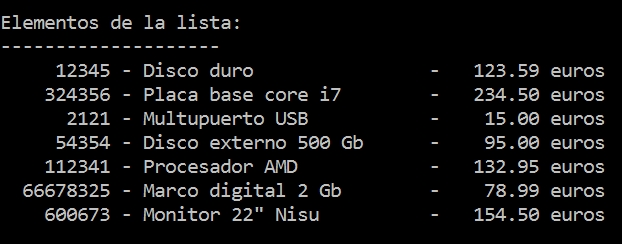 Elementos de la lista:
--------------------
12345 - Disco duro - 123.59 euros
324356 - Placa base core i7 - 234.50 euros
2121 - Multupuerto USB - 15.00 euros
54354 - Disco externo 500 Gb - 95.00 euros
112341 - Procesador AMD - 132.95 euros
66678325 - Marco digital 2 Gb - 78.99 euros
600673 - Monitor 22" Nisu - 154.50 euros